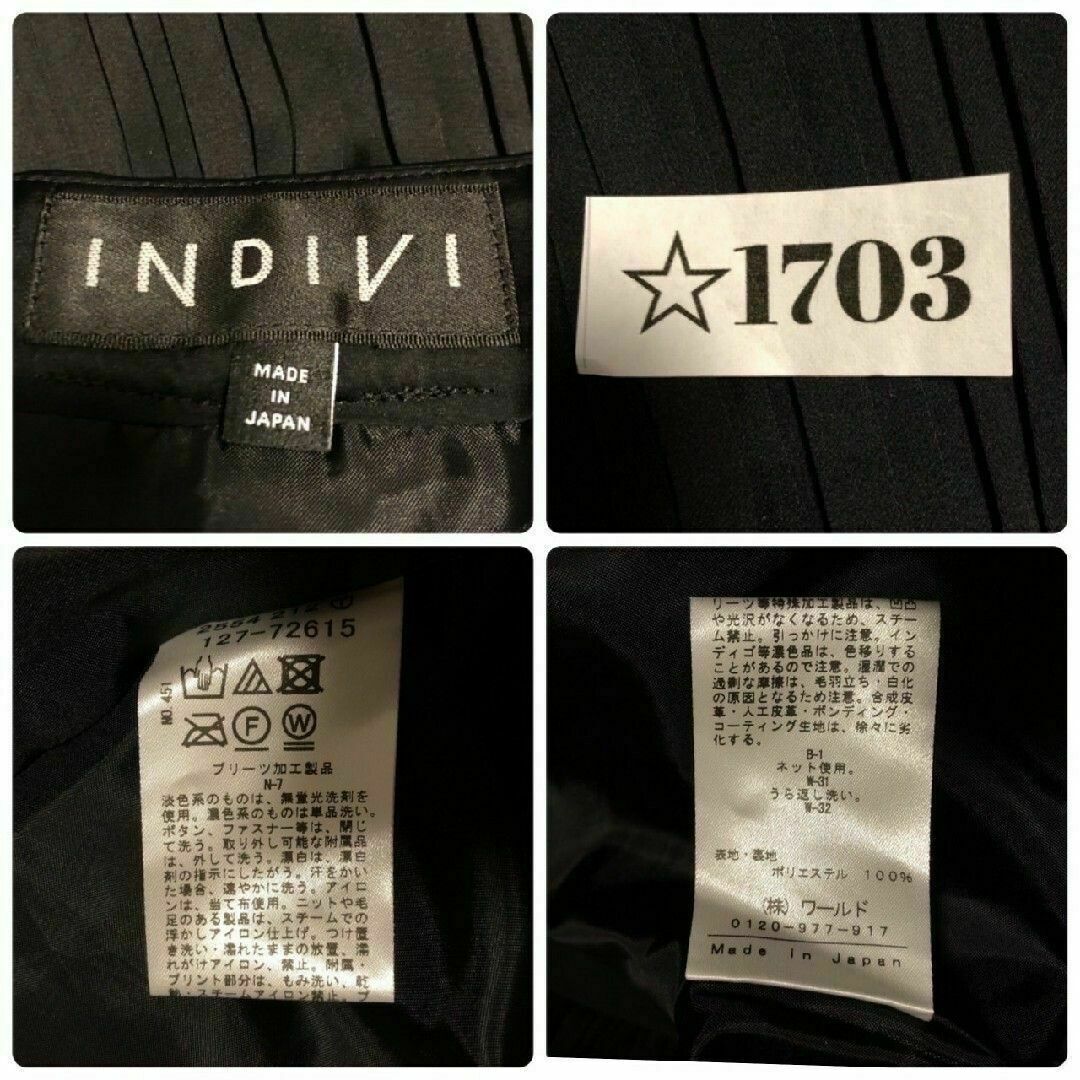 INDIVI
MADE
IN
JAPAN
☆1703
2554 212
127-72615
NO.451
F
W
プリーツ加工製品
N-7
淡色系のものは、無蛍光洗剤を
使用。濃色系のものは単品洗い。
ボタン、ファスナー等は、閉じ
て洗う。取り外し可能な附属品
は、外して洗う。漂白は、漂白
剤の指示にしたがう。汗をかい
た場合、速やかに洗う。アイロ
ンは、当て布使用。ニットや毛
足のある製品は、スチームでの
浮かしアイロン仕上げ。つけ置
き洗い・濡れたままの放置、濡
れがけアイロン、禁止。附属・
プリント部分は、もみ洗い、乾
・スチームアイロン禁止。プ
リーツ等特殊加工製品は、
や光沢がなくなるため、スチー
ム禁止。引っかけに注意。イン
ディゴ等濃色品は、色移りする
ことがあるので注意。湿潤での
過剰な摩擦は、毛羽立ち・白化
の原因となるため注意。合成皮
革・人工皮革・ボンディング・
コーティング生地は、徐々に劣
化する。
B-1
ネット使用。
W-31
うら返し洗い。
W-32
表地・裏地
ポリエステル 100%
(株) ワールド
0120-977-917
Made in Japan